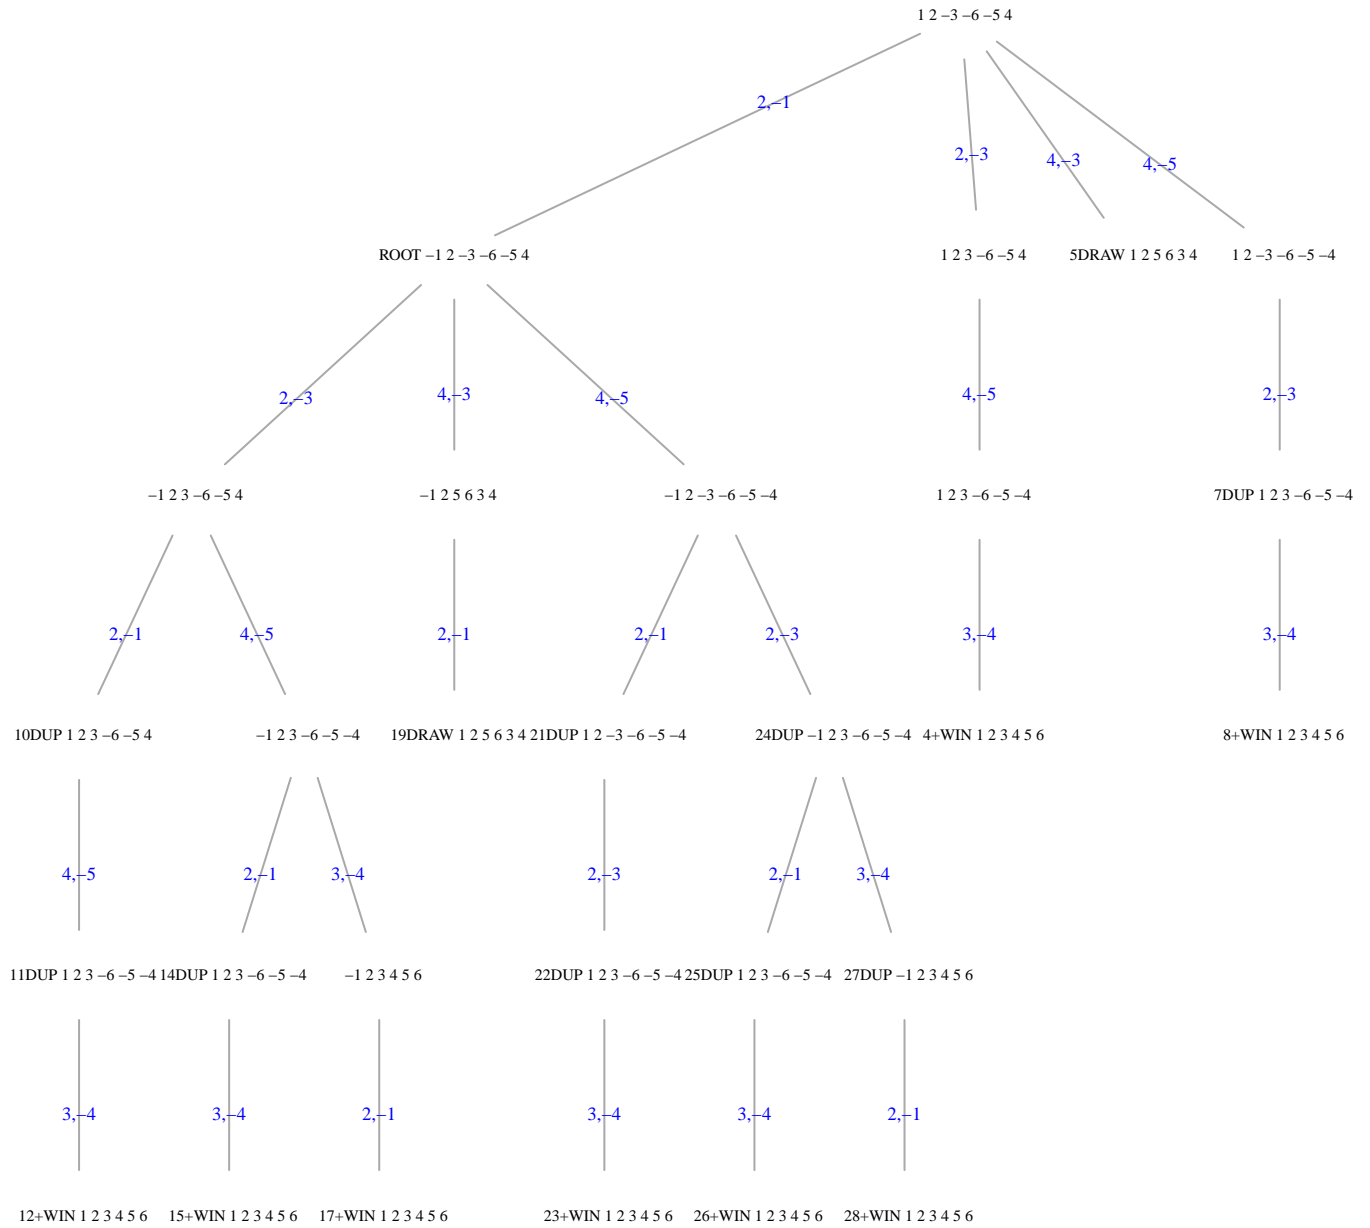 1 2 −3 −6 −5 4
2,−1
2,−3
4,−3
4,−5
ROOT −1 2 −3 −6 −5 4
1 2 3 −6 −5 4
5DRAW 1 2 5 6 3 4
1 2 −3 −6 −5 −4
2,−3
4,−3
4,−5
4,−5
2,−3
−1 2 3 −6 −5 4
−1 2 5 6 3 4
−1 2 −3 −6 −5 −4
1 2 3 −6 −5 −4
7DUP 1 2 3 −6 −5 −4
2,−1
4,−5
2,−1
2,−1
2,−3
3,−4
3,−4
10DUP 1 2 3 −6 −5 4
−1 2 3 −6 −5 −4
19DRAW 1 2 5 6 3 4
21DUP 1 2 −3 −6 −5 −4
24DUP −1 2 3 −6 −5 −4
4+WIN 1 2 3 4 5 6
8+WIN 1 2 3 4 5 6
4,−5
2,−1
3,−4
2,−3
2,−1
3,−4
11DUP 1 2 3 −6 −5 −4
14DUP 1 2 3 −6 −5 −4
−1 2 3 4 5 6
22DUP 1 2 3 −6 −5 −4
25DUP 1 2 3 −6 −5 −4
27DUP −1 2 3 4 5 6
3,−4
3,−4
2,−1
3,−4
3,−4
2,−1
12+WIN 1 2 3 4 5 6
15+WIN 1 2 3 4 5 6
17+WIN 1 2 3 4 5 6
23+WIN 1 2 3 4 5 6
26+WIN 1 2 3 4 5 6
28+WIN 1 2 3 4 5 6